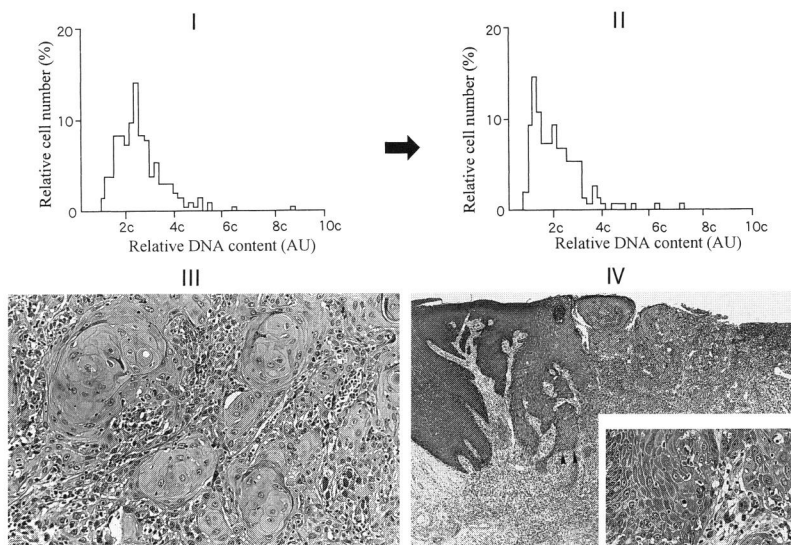 I
20
10
0
Relative cell number (%)
2c 4c 6c 8c 10c
Relative DNA content (AU)
II
20
10
0
Relative cell number (%)
2c 4c 6c 8c 10c
Relative DNA content (AU)
III
IV